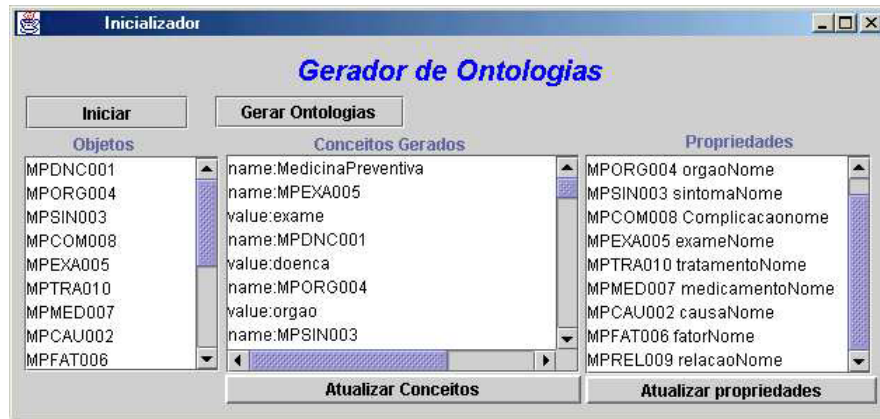 Inicializador
Gerador de Ontologias
Iniciar
Gerar Ontologias
Objetos
MPDNC001
MPORG004
MPSIN003
MPCOM008
MPEXA005
MPTRA010
MPMED007
MPCAU002
MPFAT006
Conceitos Gerados
name:MedicinaPreventiva
name:MPEXA005
value:exame
name:MPDNC001
value:doenca
name:MPORG004
value:orgao
name:MPSIN003
Atualizar Conceitos
Propriedades
MPORG004 orgaoNome
MPSIN003 sintomaNome
MPCOM008 Complicacaonome
MPEXA005 exameNome
MPTRA010 tratamentoNome
MPMED007 medicamentoNome
MPCAU002 causaNome
MPFAT006 fatorNome
MPREL009 relacaoNome
Atualizar propriedades